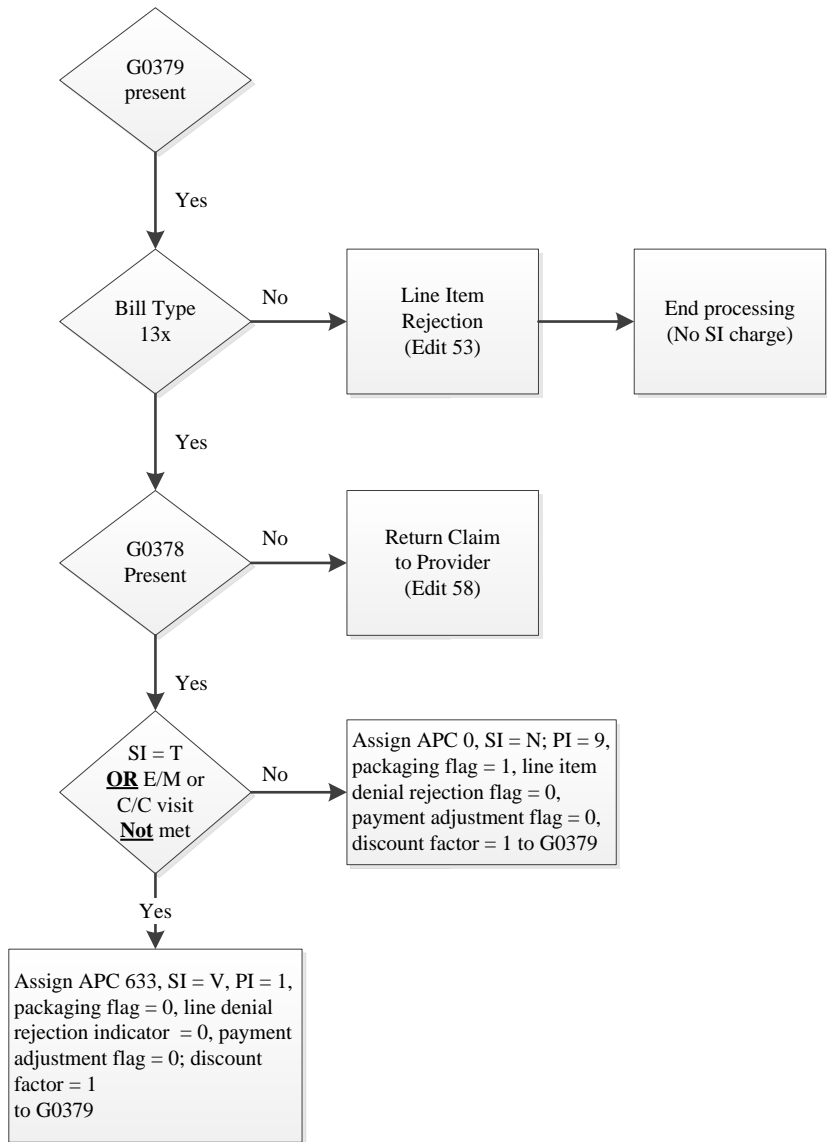 G0379
present
Yes
Bill Type
13x
No
Line Item
Rejection
(Edit 53)
End processing
(No SI charge)
Yes
G0378
Present
No
Return Claim
to Provider
(Edit 58)
Yes
SI = T
OR E/M or
C/C visit
Not met
No
Assign APC 0, SI = N; PI = 9,
packaging flag = 1, line item
denial rejection flag = 0,
payment adjustment flag = 0,
discount factor = 1 to G0379
Yes
Assign APC 633, SI = V, PI = 1,
packaging flag = 0, line denial
rejection indicator  = 0, payment
adjustment flag = 0; discount
factor = 1
to G0379